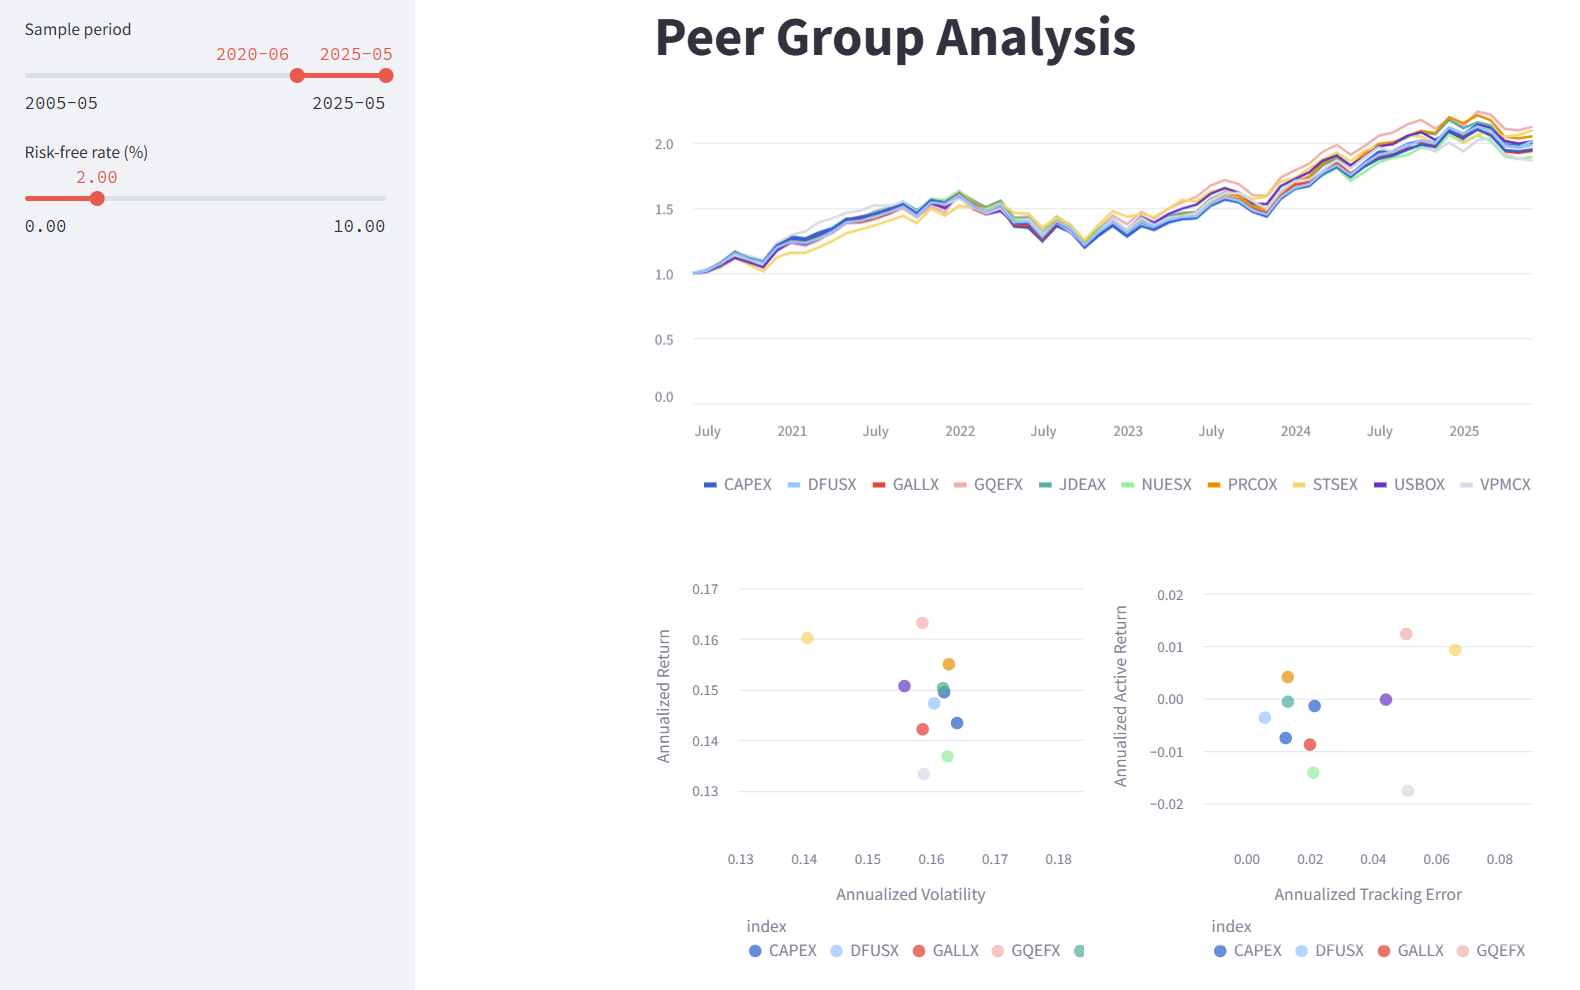 Sample period
2020-06 2025-05
2005-05 2025-05
Risk-free rate (%)
2.00
0.00 10.00
Peer Group Analysis
2.0
1.5
1.0
0.5
0.0
July 2021 July 2022 July 2023 July 2024 July 2025
CAPEX DFUSX GALLX GQEFX JDEAX NUESX PRCOX STSEX USBOX VPMCX
Annualized Return
0.17
0.16
0.15
0.14
0.13
0.13 0.14 0.15 0.16 0.17 0.18
Annualized Volatility
index
CAPEX DFUSX GALLX GQEFX
Annualized Active Return
0.02
0.01
0.00
−0.01
−0.02
0.00 0.02 0.04 0.06 0.08
Annualized Tracking Error
index
CAPEX DFUSX GALLX GQEFX